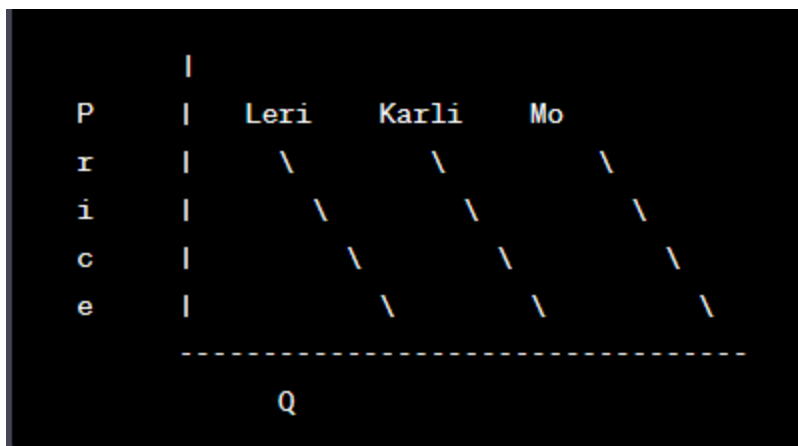 |
P | Leri Karli Mo
r | \ \ \
i | \ \ \
c | \ \ \
e | \ \ \
----------------------------------
Q